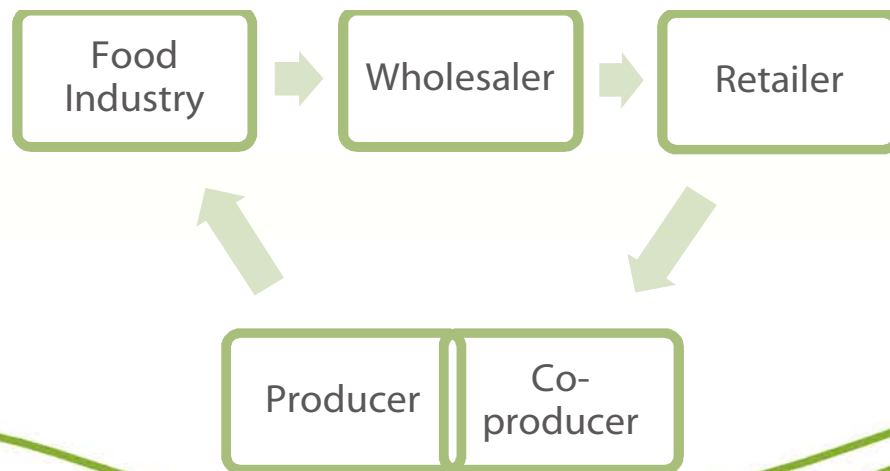 Food
Industry
Wholesaler
Retailer
Producer
Co-
producer